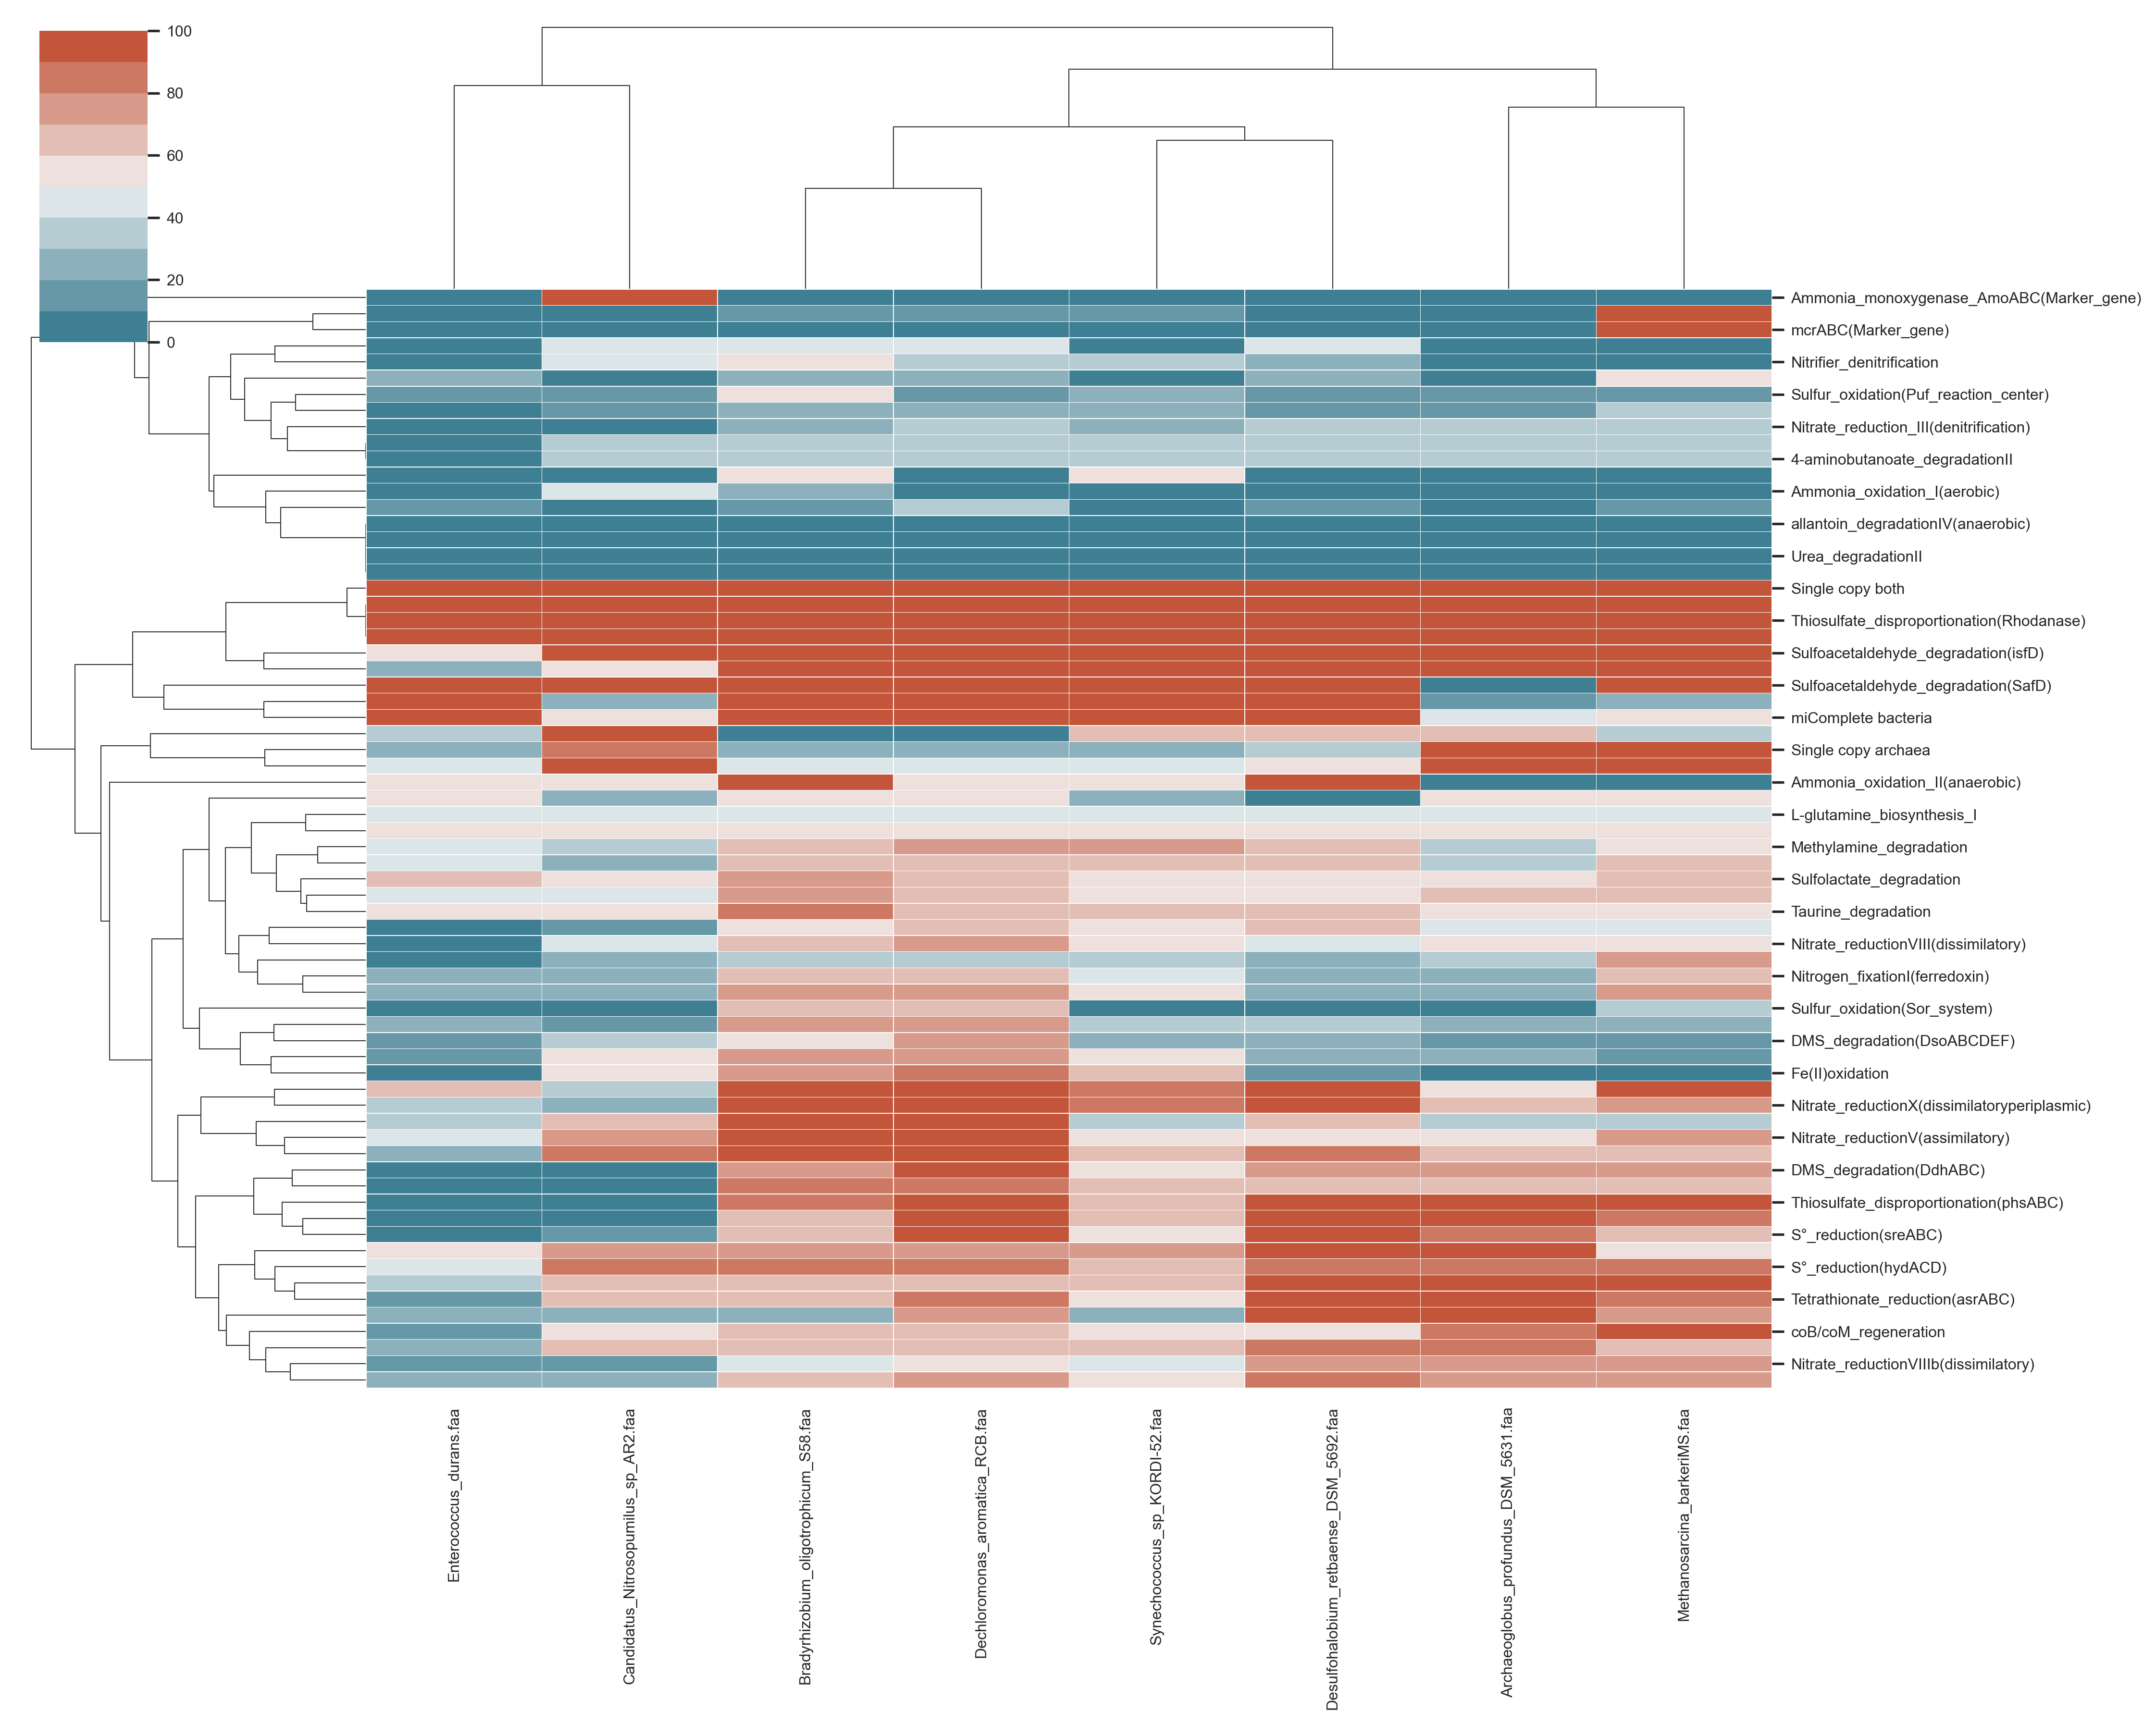 100
80
60
40
20
0
Ammonia_monoxygenase_AmoABC(Marker_gene)
mcrABC(Marker_gene)
Nitrifier_denitrification
Sulfur_oxidation(Puf_reaction_center)
Nitrate_reduction_III(denitrification)
4-aminobutanoate_degradationII
Ammonia_oxidation_I(aerobic)
allantoin_degradationIV(anaerobic)
Urea_degradationII
Single copy both
Thiosulfate_disproportionation(Rhodanase)
Sulfoacetaldehyde_degradation(isfD)
Sulfoacetaldehyde_degradation(SafD)
miComplete bacteria
Single copy archaea
Ammonia_oxidation_II(anaerobic)
L-glutamine_biosynthesis_I
Methylamine_degradation
Sulfolactate_degradation
Taurine_degradation
Nitrate_reductionVIII(dissimilatory)
Nitrogen_fixationI(ferredoxin)
Sulfur_oxidation(Sor_system)
DMS_degradation(DsoABCDEF)
Fe(II)oxidation
Nitrate_reductionX(dissimilatoryperiplasmic)
Nitrate_reductionV(assimilatory)
DMS_degradation(DdhABC)
Thiosulfate_disproportionation(phsABC)
S°_reduction(sreABC)
S°_reduction(hydACD)
Tetrathionate_reduction(asrABC)
coB/coM_regeneration
Nitrate_reductionVIIIb(dissimilatory)
Enterococcus_durans.faa
Candidatus_Nitrosopumilus_sp_AR2.faa
Bradyrhizobium_oligotrophicum_S58.faa
Dechloromonas_aromatica_RCB.faa
Synechococcus_sp_KORDI-52.faa
Desulfohalobium_retbaense_DSM_5692.faa
Archaeoglobus_profundus_DSM_5631.faa
Methanosarcina_barkeriMS.faa